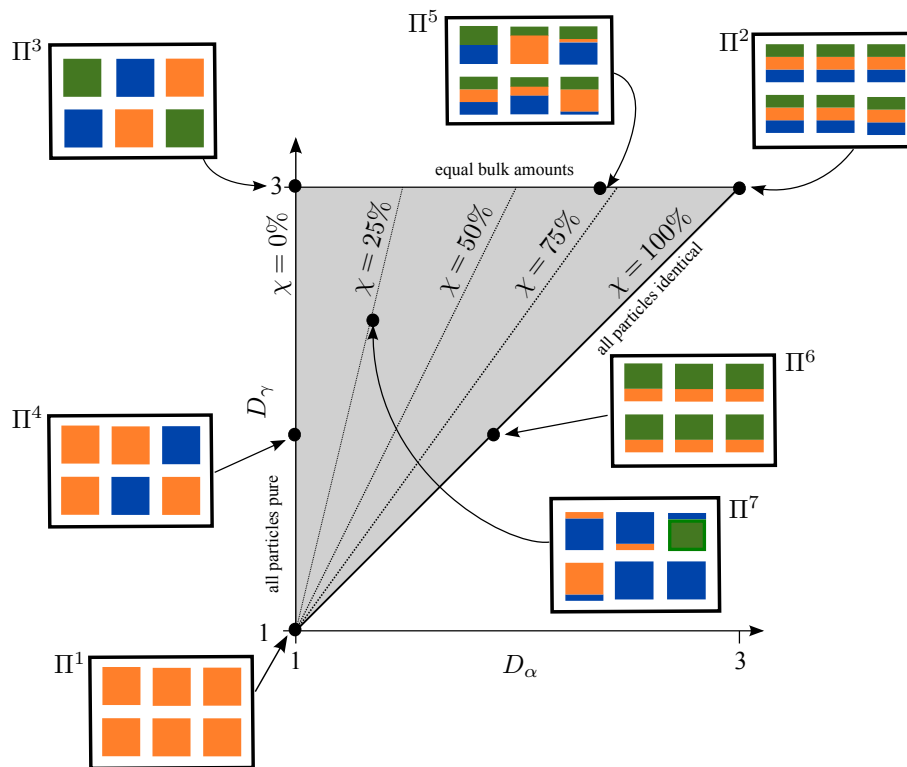 Π⁵
Π²
Π³
equal bulk amounts
3
χ = 0%
χ = 25%
χ = 50%
χ = 75%
χ = 100%
all particles identical
Π⁶
D_γ
Π⁴
Π⁷
all particles pure
1
1
D_α
3
Π¹